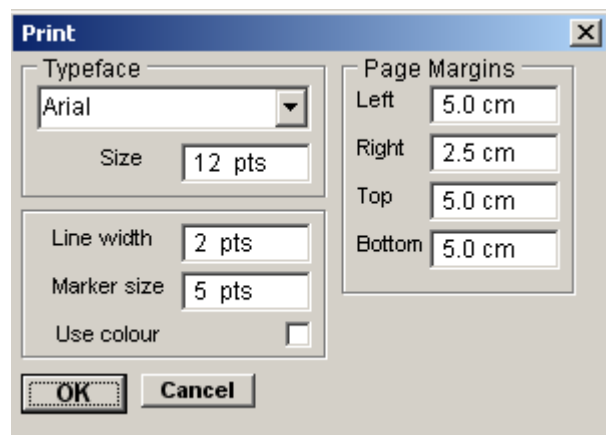 Print
Typeface
Arial
Size 12 pts
Line width 2 pts
Marker size 5 pts
Use colour
Page Margins
Left 5.0 cm
Right 2.5 cm
Top 5.0 cm
Bottom 5.0 cm
OK Cancel